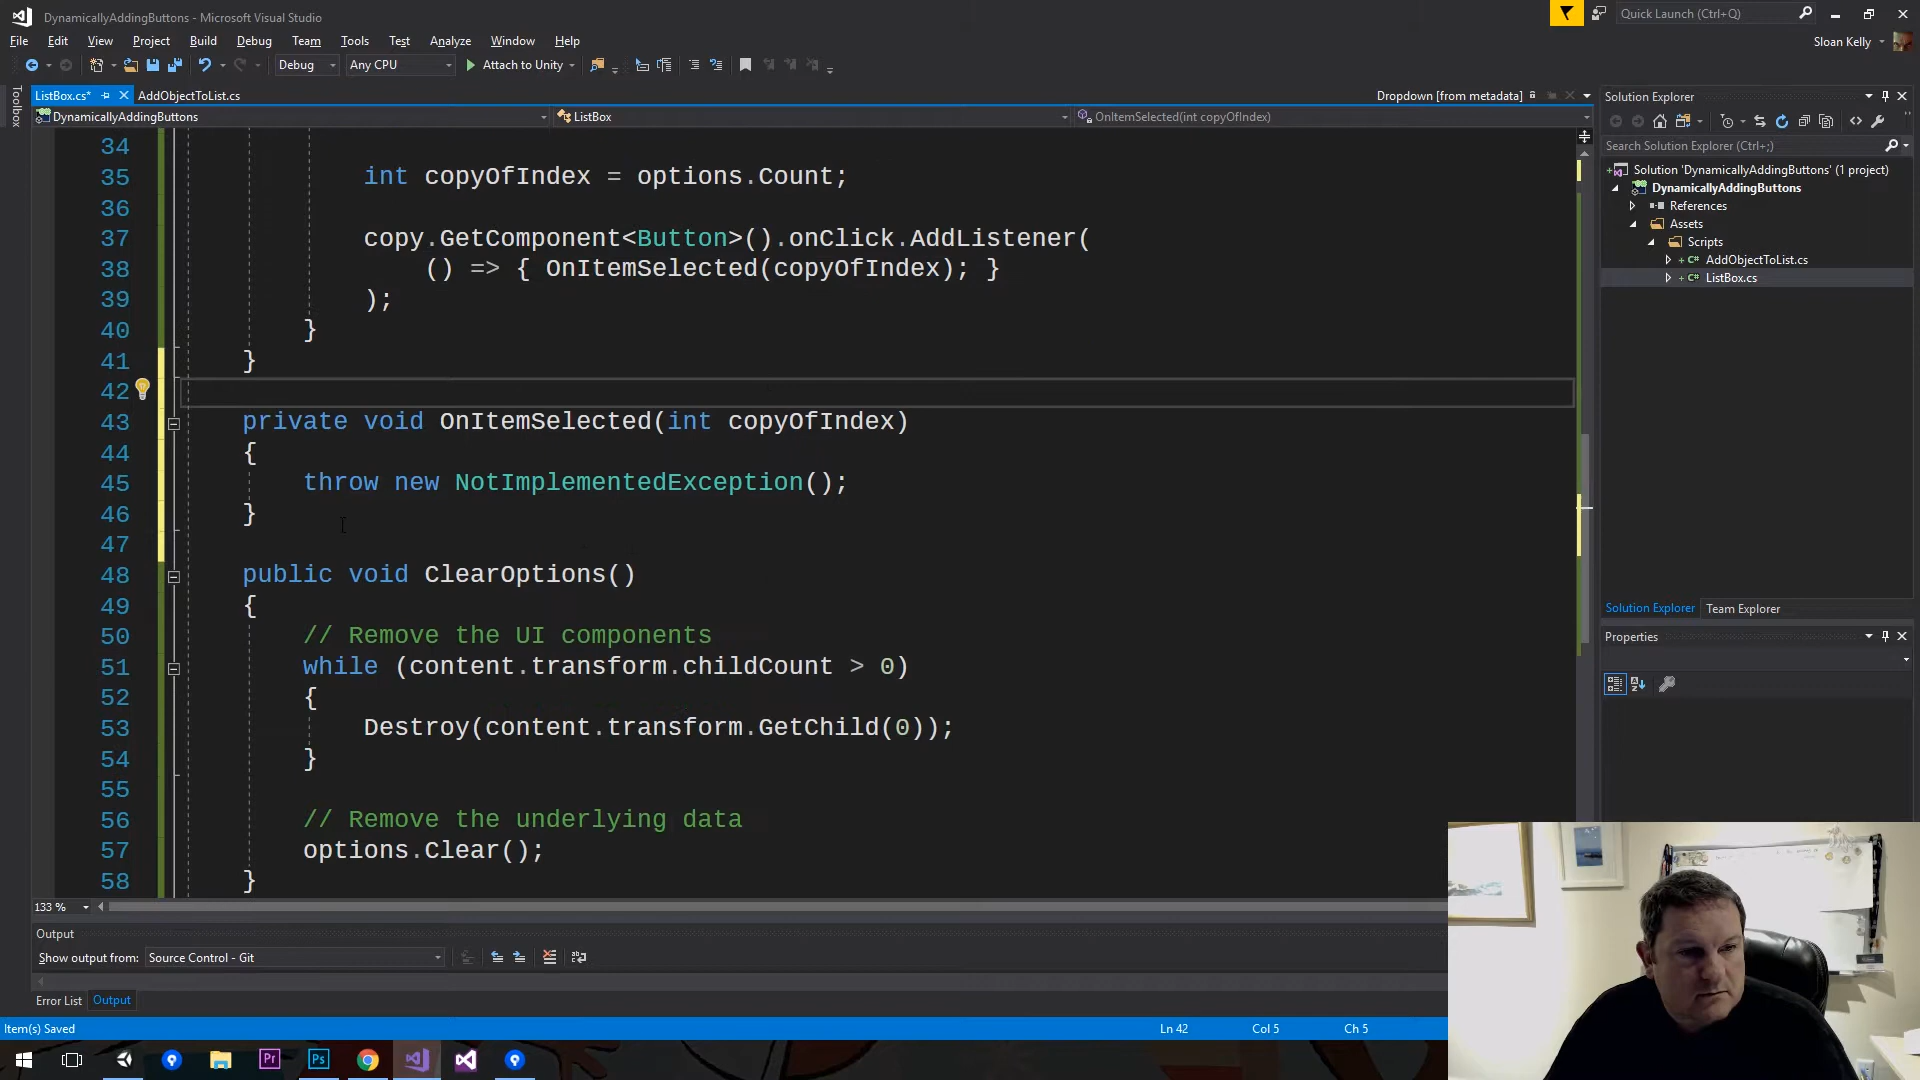 DynamicallyAddingButtons - Microsoft Visual Studio
Quick Launch (Ctrl+Q)
File Edit View Project Build Debug Team Tools Test Analyze Window Help
Sloan Kelly
Debug Any CPU Attach to Unity
Toolbox
ListBox.cs* AddObjectToList.cs Dropdown [from metadata]
DynamicallyAddingButtons ListBox OnItemSelected(int copyOfIndex)
34
35 int copyOfIndex = options.Count;
36
37 copy.GetComponent<Button>().onClick.AddListener(
38 () => { OnItemSelected(copyOfIndex); }
39 );
40 }
41 }
42
43 private void OnItemSelected(int copyOfIndex)
44 {
45 throw new NotImplementedException();
46 }
47
48 public void ClearOptions()
49 {
50 // Remove the UI components
51 while (content.transform.childCount > 0)
52 {
53 Destroy(content.transform.GetChild(0));
54 }
55
56 // Remove the underlying data
57 options.Clear();
58 }
133 %
Solution Explorer
Search Solution Explorer (Ctrl+;)
Solution 'DynamicallyAddingButtons' (1 project)
DynamicallyAddingButtons
References
Assets
Scripts
C# AddObjectToList.cs
C# ListBox.cs
Solution Explorer Team Explorer
Properties
Output
Show output from: Source Control - Git
Error List Output
Item(s) Saved Ln 42 Col 5 Ch 5
Pr Ps